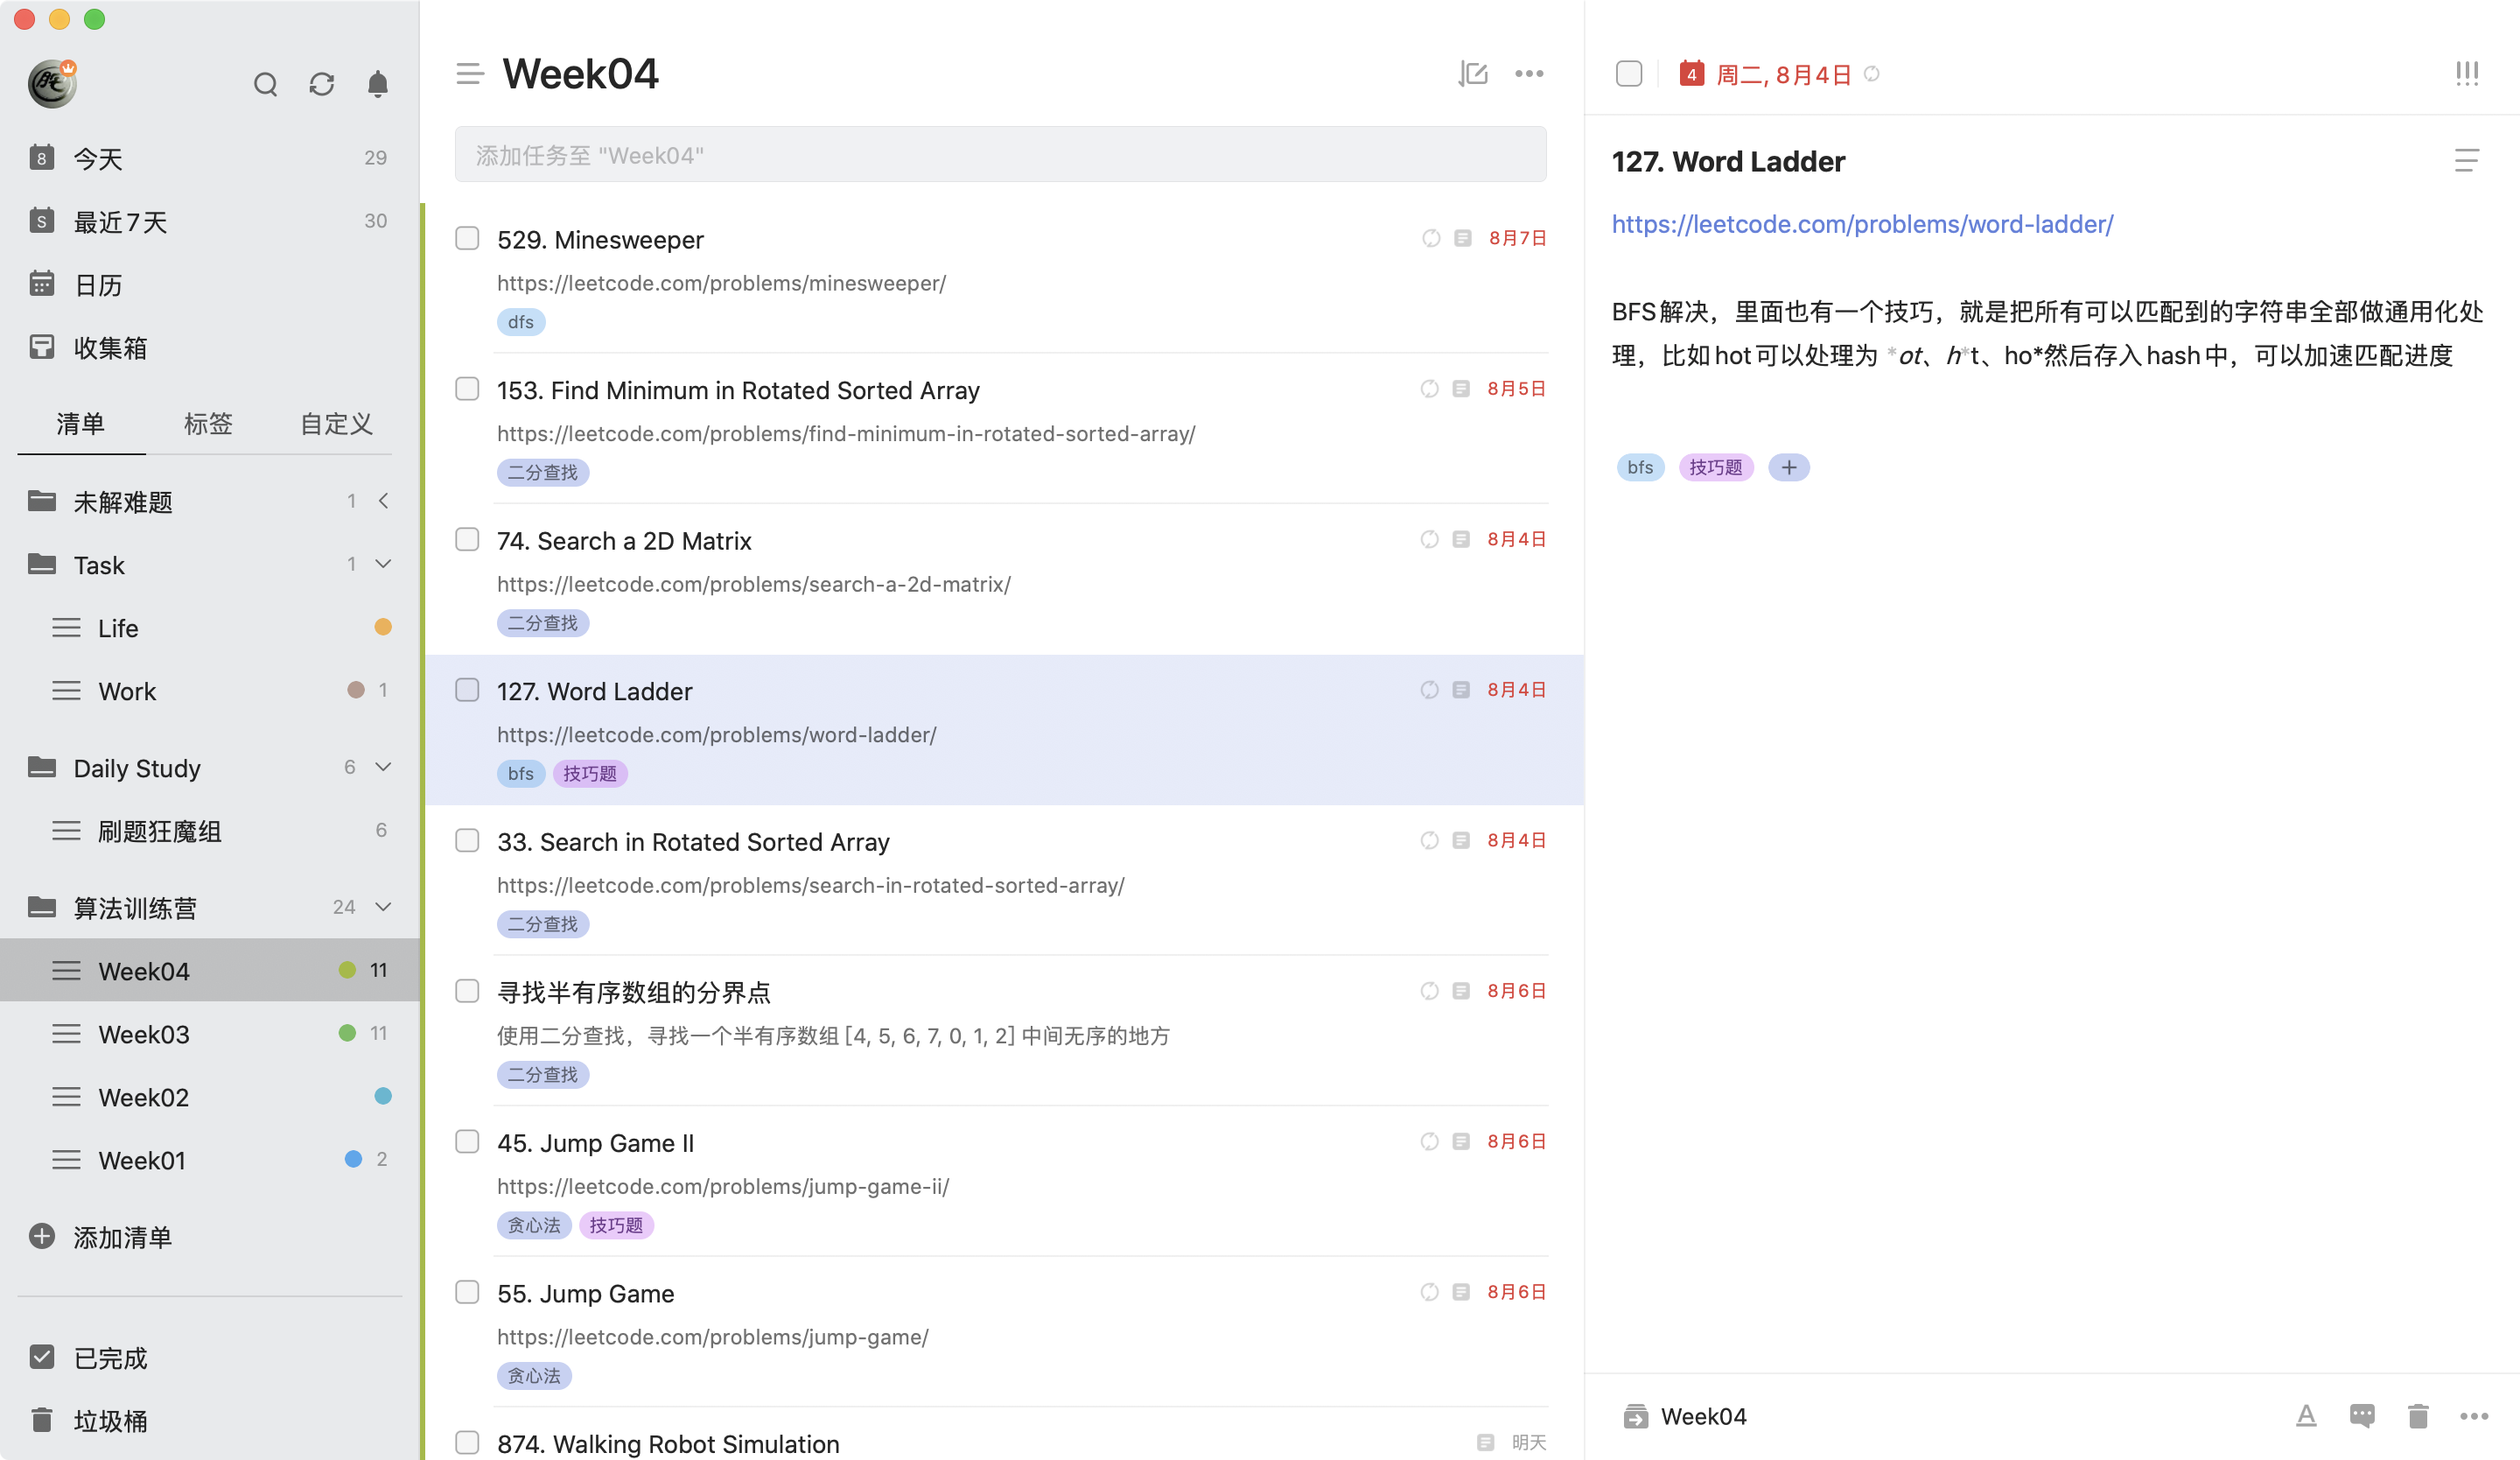 今天 29
最近7天 30
日历
收集箱
清单 标签 自定义
未解难题 1
Task 1
Life
Work 1
Daily Study 6
刷题狂魔组 6
算法训练营 24
Week04 11
Week03 11
Week02
Week01 2
添加清单
已完成
垃圾桶
Week04
添加任务至 "Week04"
529. Minesweeper 8月7日
https://leetcode.com/problems/minesweeper/
dfs
153. Find Minimum in Rotated Sorted Array 8月5日
https://leetcode.com/problems/find-minimum-in-rotated-sorted-array/
二分查找
74. Search a 2D Matrix 8月4日
https://leetcode.com/problems/search-a-2d-matrix/
二分查找
127. Word Ladder 8月4日
https://leetcode.com/problems/word-ladder/
bfs 技巧题
33. Search in Rotated Sorted Array 8月4日
https://leetcode.com/problems/search-in-rotated-sorted-array/
二分查找
寻找半有序数组的分界点 8月6日
使用二分查找，寻找一个半有序数组 [4, 5, 6, 7, 0, 1, 2] 中间无序的地方
二分查找
45. Jump Game II 8月6日
https://leetcode.com/problems/jump-game-ii/
贪心法 技巧题
55. Jump Game 8月6日
https://leetcode.com/problems/jump-game/
贪心法
874. Walking Robot Simulation 明天
4 周二, 8月4日
127. Word Ladder
https://leetcode.com/problems/word-ladder/
BFS解决，里面也有一个技巧，就是把所有可以匹配到的字符串全部做通用化处
理，比如hot可以处理为 *ot、h*t、ho*然后存入hash中，可以加速匹配进度
bfs 技巧题 +
Week04